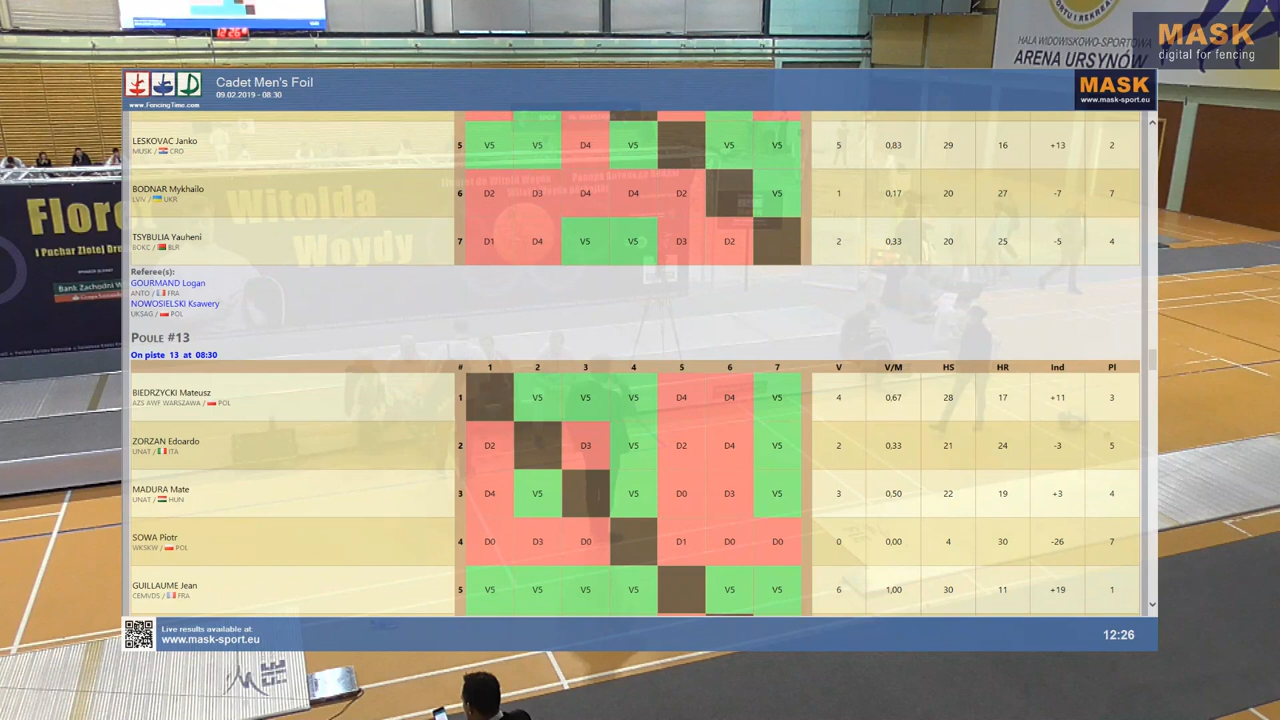 12:26
ORTU I REKREA
HALA WIDOWISKOWO-SPORTOWA
ARENA URSYNÓW
MASK
digital for fencing
www.FencingTime.com
Cadet Men's Foil
09.02.2019 - 08:30
MASK
www.mask-sport.eu
LESKOVAC Janko
MUSK / CRO
5 V5 V5 D4 V5 V5 V5 5 0,83 29 16 +13 2
BODNAR Mykhailo
LVIV / UKR
6 D2 D3 D4 D4 D2 V5 1 0,17 20 27 -7 7
TSYBULIA Yauheni
BOKC / BLR
7 D1 D4 V5 V5 D3 D2 2 0,33 20 25 -5 4
Floret
Witolda
Woydy
Bank Zachodni
Referee(s):
GOURMAND Logan
ANTO / FRA
NOWOSIELSKI Ksawery
UKSAG / POL
POULE #13
On piste 13 at 08:30
# 1 2 3 4 5 6 7 V V/M HS HR Ind Pl
BIEDRZYCKI Mateusz
AZS AWF WARSZAWA / POL
1 V5 V5 V5 D4 D4 V5 4 0,67 28 17 +11 3
ZORZAN Edoardo
UNAT / ITA
2 D2 D3 V5 D2 D4 V5 2 0,33 21 24 -3 5
MADURA Mate
UNAT / HUN
3 D4 V5 V5 D0 D3 V5 3 0,50 22 19 +3 4
SOWA Piotr
WKSKW / POL
4 D0 D3 D0 D1 D0 D0 0 0,00 4 30 -26 7
GUILLAUME Jean
CEMVDS / FRA
5 V5 V5 V5 V5 V5 V5 6 1,00 30 11 +19 1
Live results available at:
www.mask-sport.eu
12:26
FIE